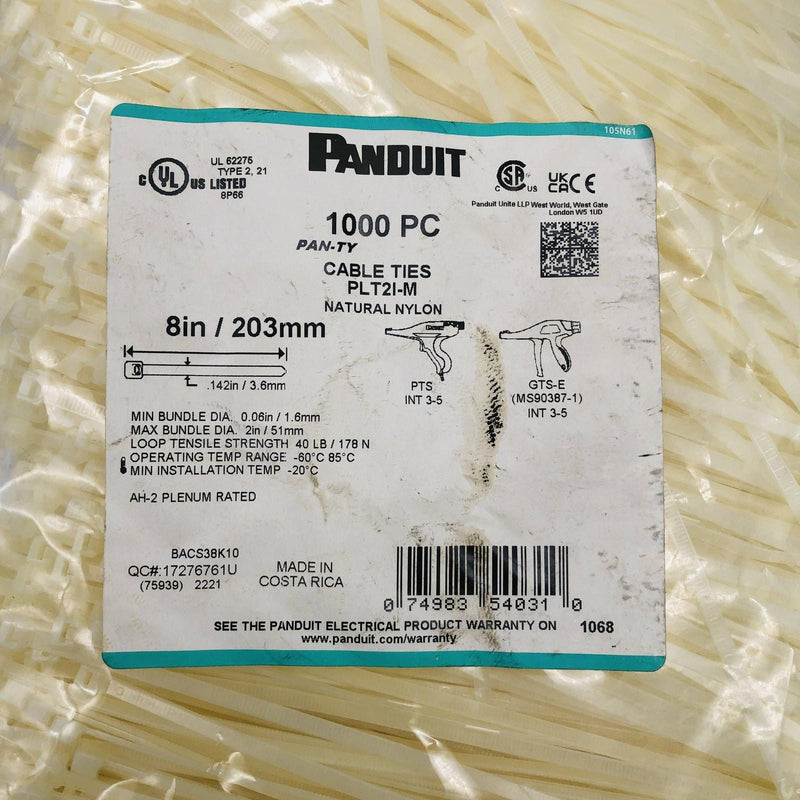 105N61
PANDUIT
UL 62275
TYPE 2, 21
C UL US LISTED
8P66
CSA
C US
UK
CA CE
Panduit Unite LLP West World, West Gate
London W5 1UD
1000 PC
PAN-TY
CABLE TIES
PLT2I-M
NATURAL NYLON
8in / 203mm
.142in / 3.6mm
PTS
INT 3-5
GTS-E
(MS90387-1)
INT 3-5
MIN BUNDLE DIA. 0.06in / 1.6mm
MAX BUNDLE DIA. 2in / 51mm
LOOP TENSILE STRENGTH 40 LB / 178 N
OPERATING TEMP RANGE -60°C 85°C
MIN INSTALLATION TEMP -20°C
AH-2 PLENUM RATED
BACS38K10
QC#:17276761U
(75939) 2221
MADE IN
COSTA RICA
0 74983 54031 0
SEE THE PANDUIT ELECTRICAL PRODUCT WARRANTY ON
www.panduit.com/warranty
1068